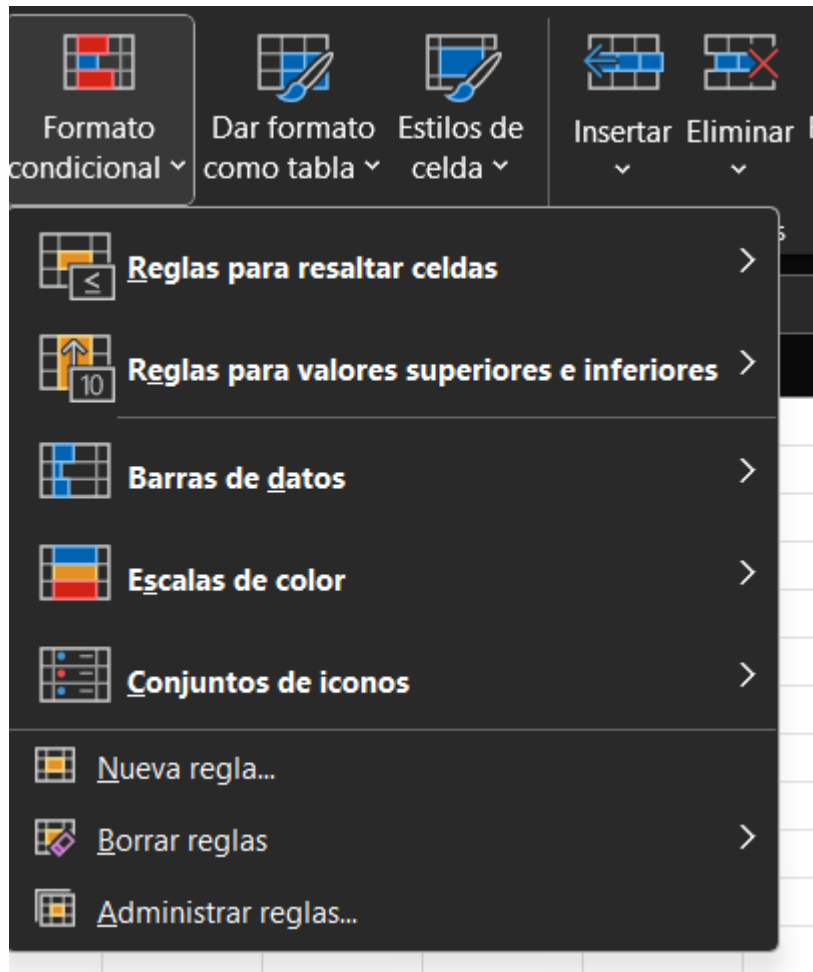 Formato
condicional
Dar formato
como tabla
Estilos de
celda
Insertar
Eliminar
Reglas para resaltar celdas
≤
Reglas para valores superiores e inferiores
10
Barras de datos
Escalas de color
Conjuntos de iconos
Nueva regla...
Borrar reglas
Administrar reglas...